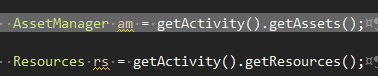 AssetManager am = getActivity().getAssets();
Resources rs = getActivity().getResources();